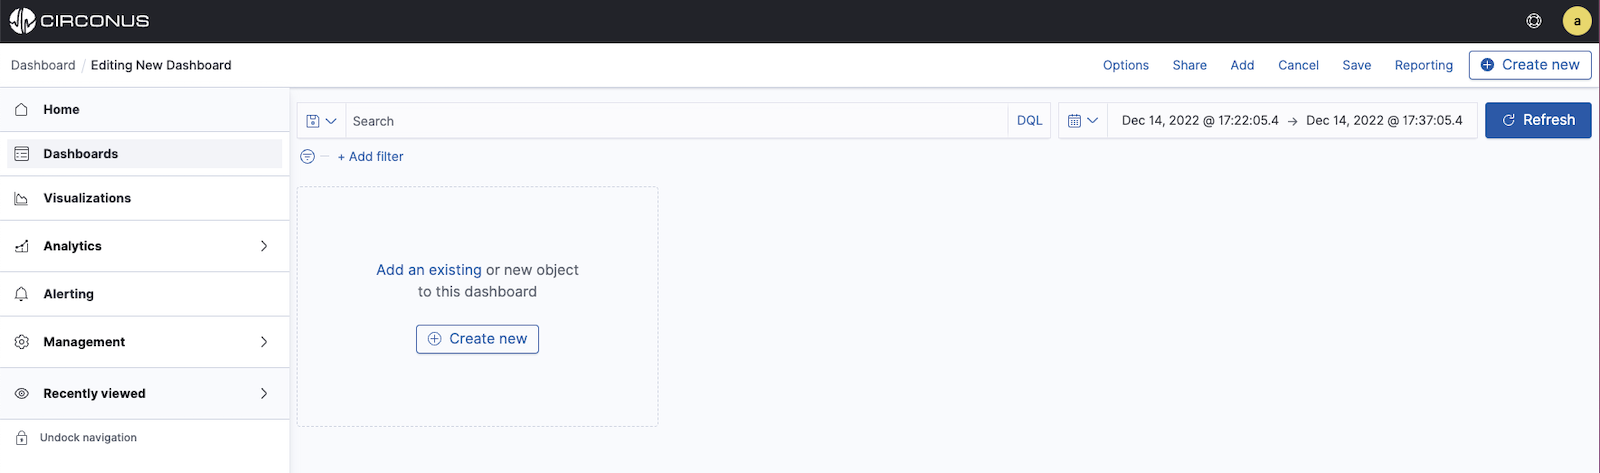 CIRCONUS
a
Dashboard / Editing New Dashboard
Options Share Add Cancel Save Reporting Create new
Home
Dashboards
Visualizations
Analytics
Alerting
Management
Recently viewed
Undock navigation
Search DQL Dec 14, 2022 @ 17:22:05.4 → Dec 14, 2022 @ 17:37:05.4 Refresh
+ Add filter
Add an existing or new object
to this dashboard
Create new